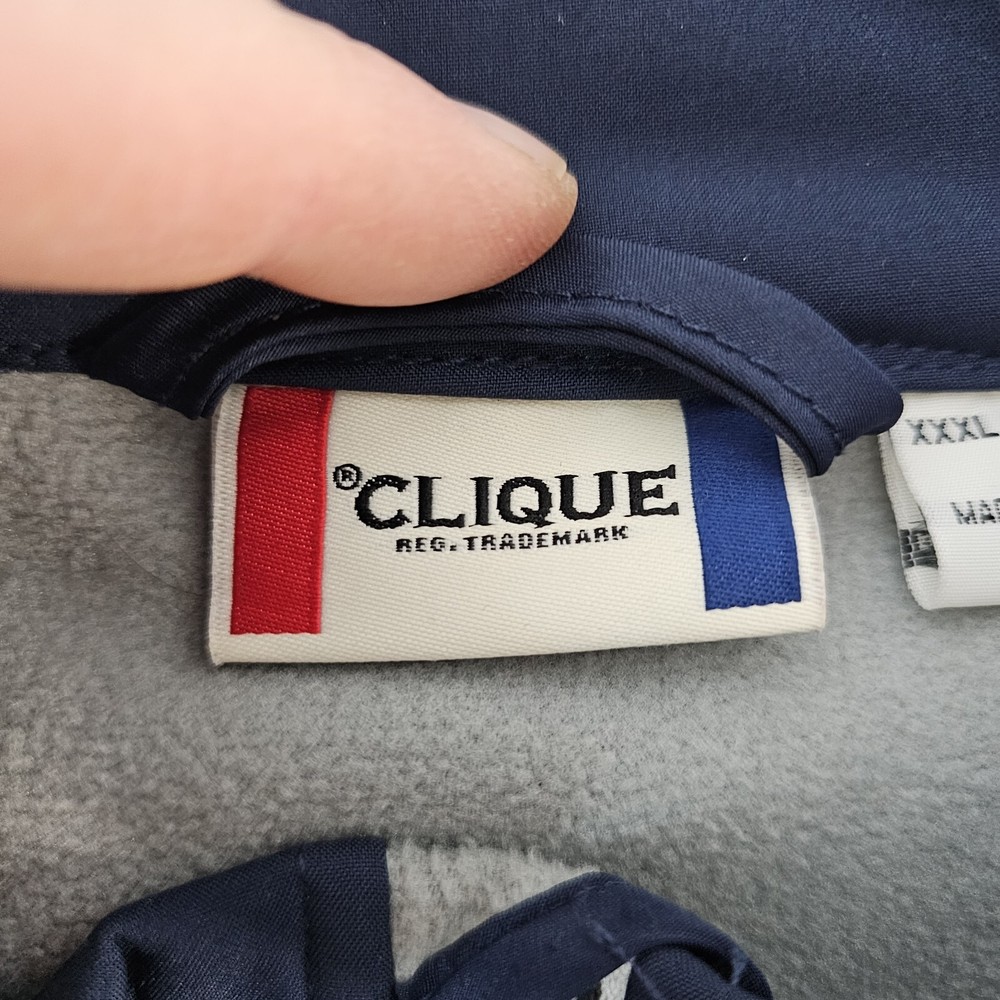 ®CLIQUE
REG. TRADEMARK
XXXL